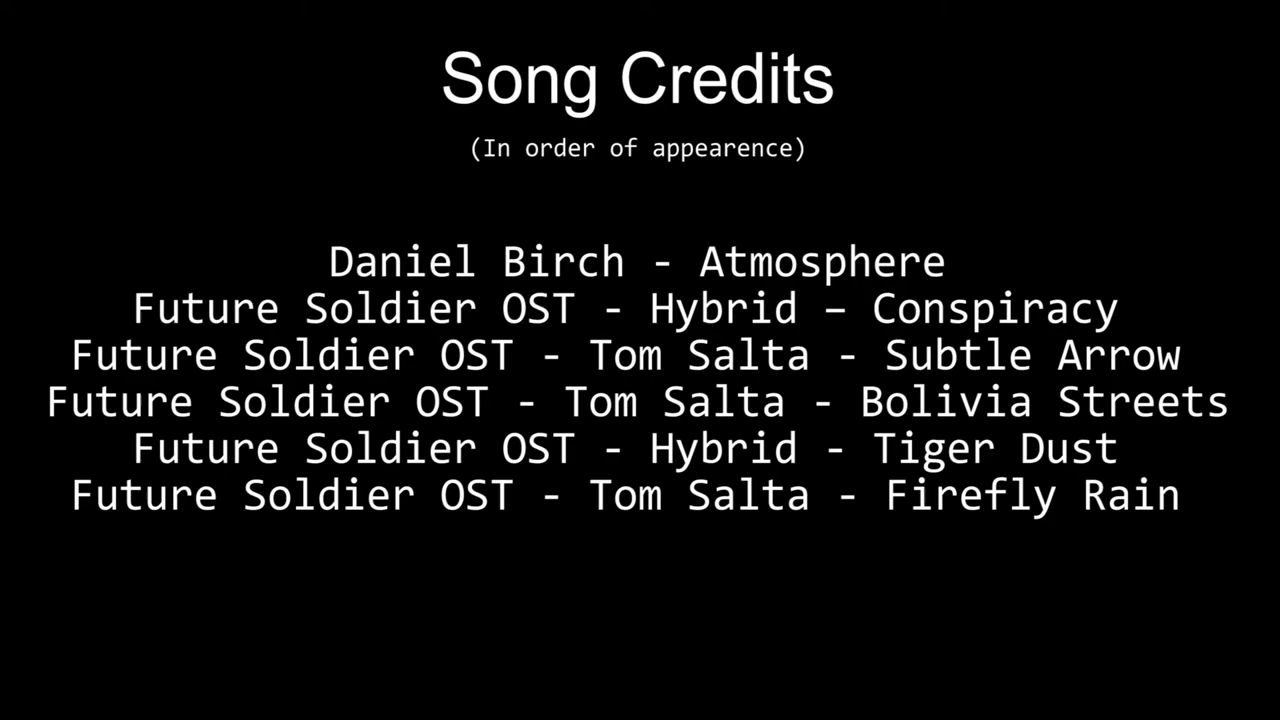 Song Credits
(In order of appearence)
Daniel Birch - Atmosphere
Future Soldier OST - Hybrid – Conspiracy
Future Soldier OST - Tom Salta - Subtle Arrow
Future Soldier OST - Tom Salta - Bolivia Streets
Future Soldier OST - Hybrid - Tiger Dust
Future Soldier OST - Tom Salta - Firefly Rain